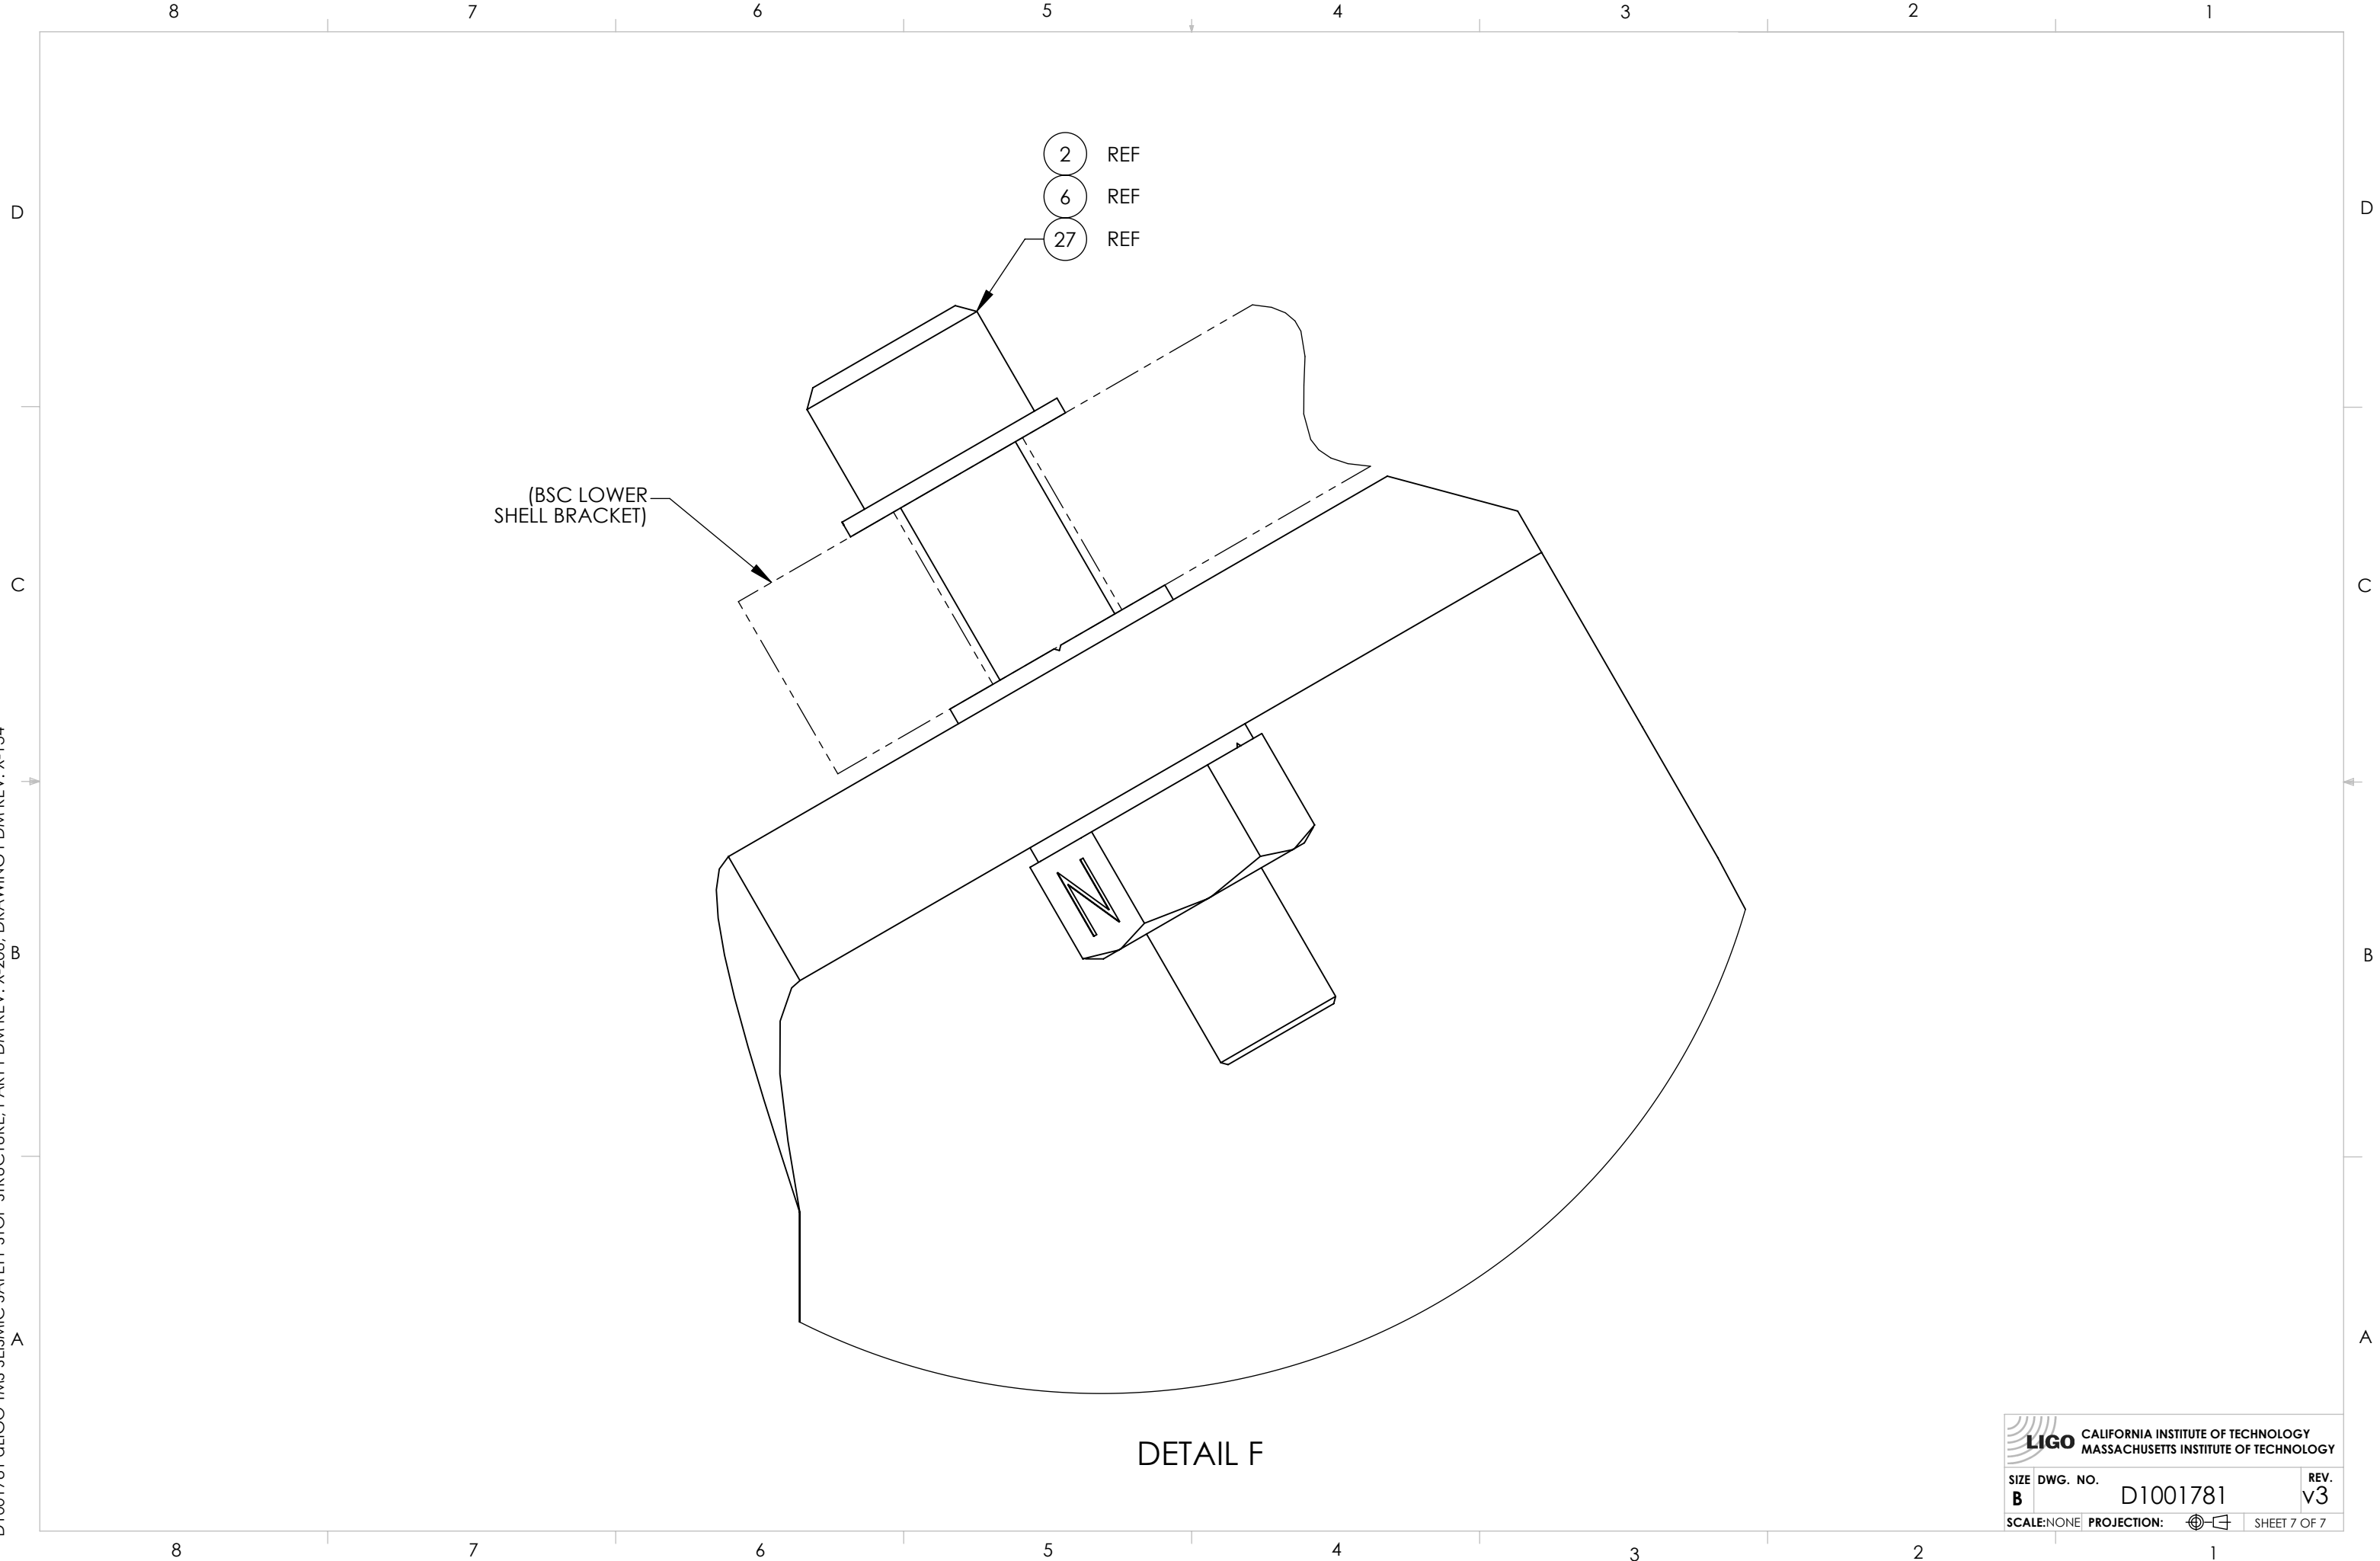 8 7 6 5 4 3 2 1
2 REF
6 REF
27 REF
D D
(BSC LOWER
SHELL BRACKET)
C C
N
B B
A A
DETAIL F
LIGO CALIFORNIA INSTITUTE OF TECHNOLOGY
MASSACHUSETTS INSTITUTE OF TECHNOLOGY
SIZE DWG. NO. REV.
B D1001781 v3
SCALE:NONE PROJECTION: SHEET 7 OF 7
8 7 6 5 4 3 2 1